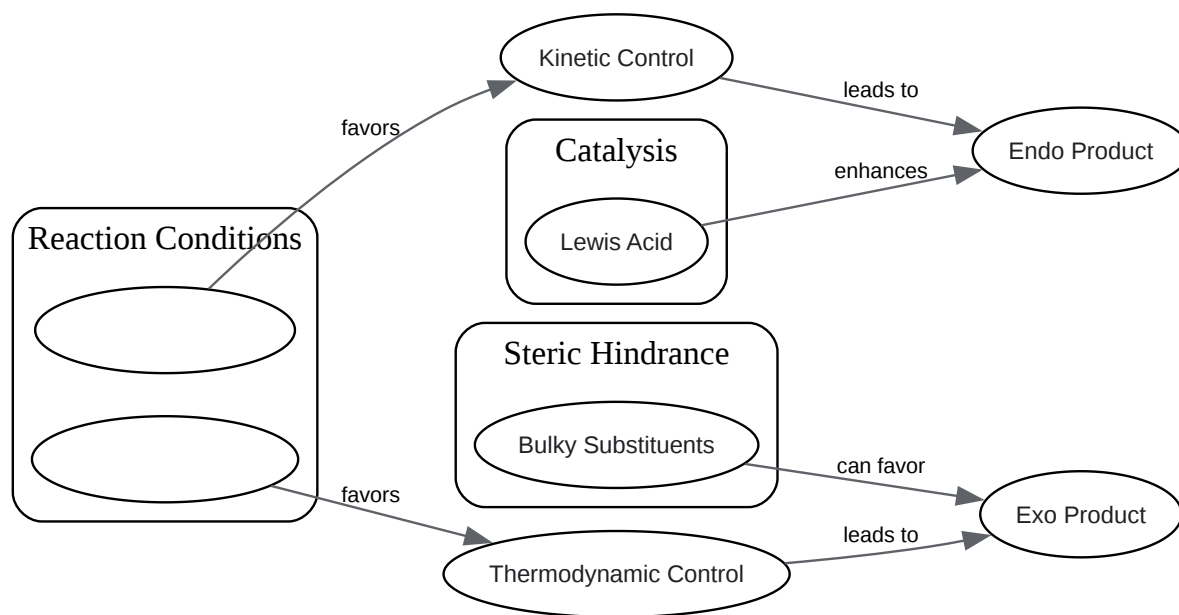 Kinetic Control
leads to
favors
Catalysis
Endo Product
enhances
Reaction Conditions
Lewis Acid
Steric Hindrance
Bulky Substituents
can favor
favors
Exo Product
leads to
Thermodynamic Control